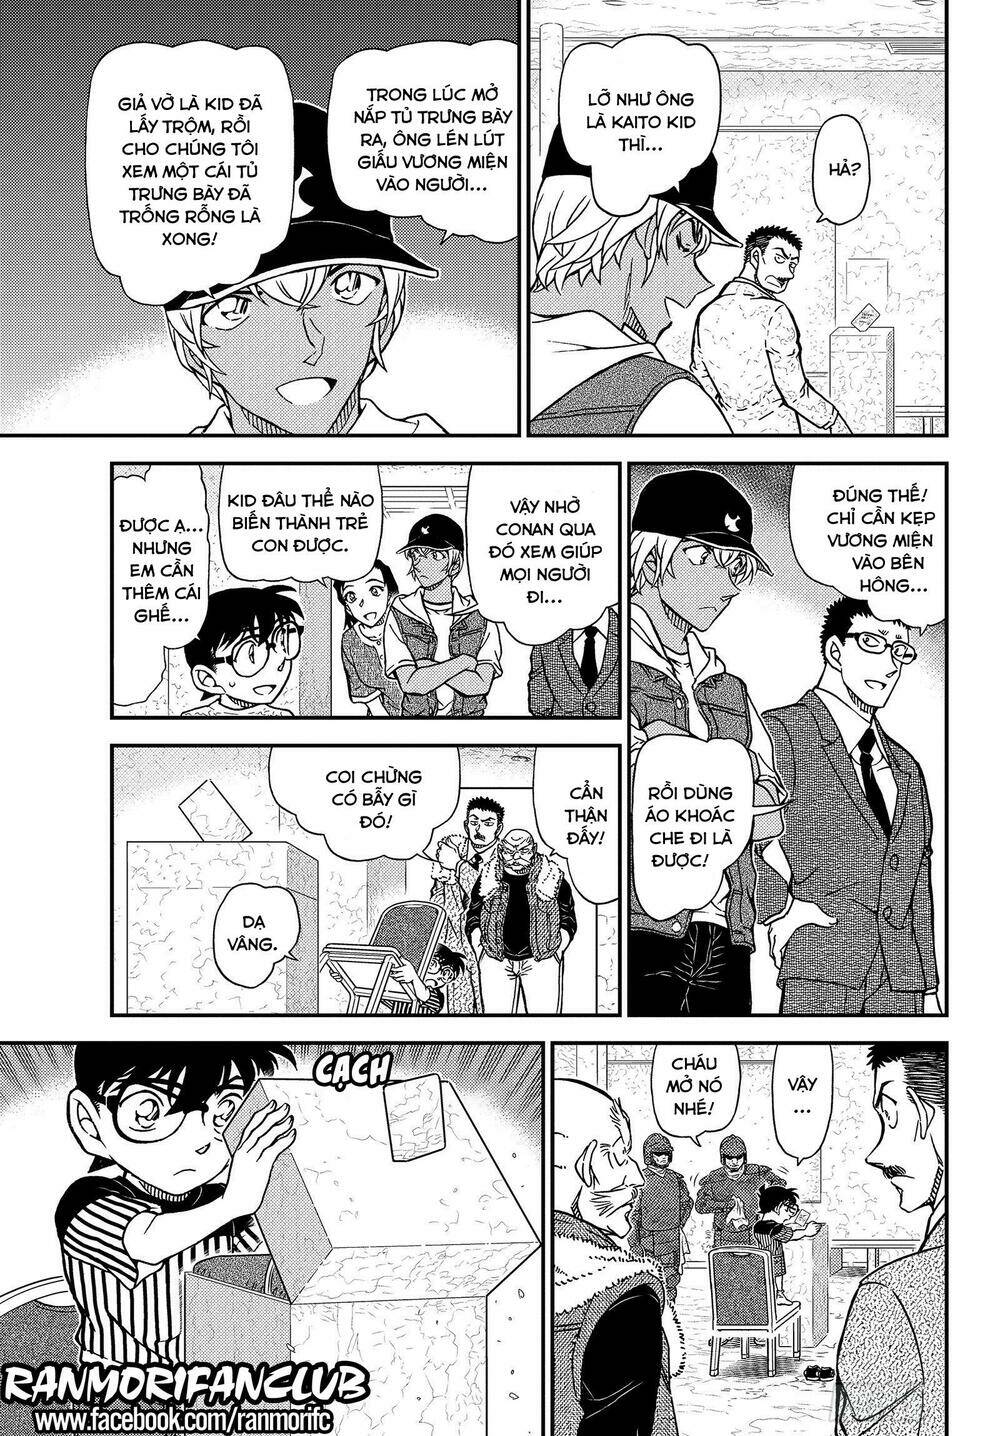 HẢ?
LỠ NHƯ ÔNG
LÀ KAITO KID
THÌ...
TRONG LÚC MỞ
NẮP TỦ TRƯNG BÀY
RA, ÔNG LÉN LÚT
GIẤU VƯƠNG MIỆN
VÀO NGƯỜI...
GIẢ VỜ LÀ KID ĐÃ
LẤY TRỘM, RỒI
CHO CHÚNG TÔI
XEM MỘT CÁI TỦ
TRƯNG BÀY ĐÃ
TRỐNG RỖNG LÀ
XONG!
ĐÚNG THẾ!
CHỈ CẦN KẸP
VƯƠNG MIỆN
VÀO BÊN
HÔNG...
RỒI DÙNG
ÁO KHOÁC
CHE ĐI LÀ
ĐƯỢC!
VẬY NHỜ
CONAN QUA
ĐÓ XEM GIÚP
MỌI NGƯỜI
ĐI...
KID ĐÂU THỂ NÀO
BIẾN THÀNH TRẺ
CON ĐƯỢC.
ĐƯỢC Ạ...
NHƯNG
EM CẦN
THÊM CÁI
GHẾ...
CẨN
THẬN
ĐẤY!
COI CHỪNG
CÓ BẪY GÌ
ĐÓ!
DẠ
VÂNG.
VẬY
...
CHÁU
MỞ NÓ
NHÉ!
CẠCH
RANMORIFANCLUB
www.facebook.com/ranmorifc